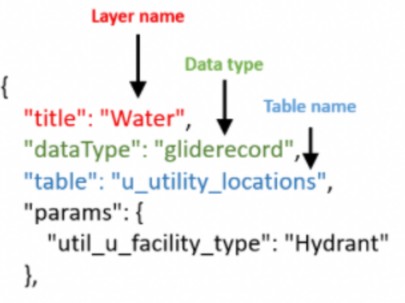 Layer name
Data type
Table name
{
"title": "Water",
"dataType": "gliderecord",
"table": "u_utility_locations",
"params": {
"util_u_facility_type": "Hydrant"
},